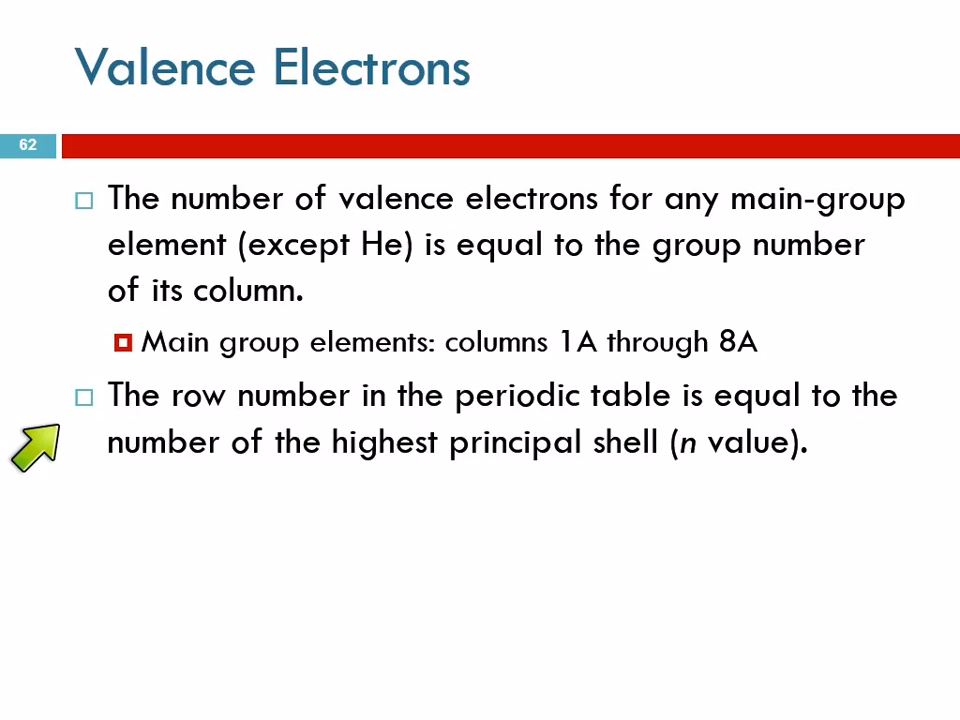 Valence Electrons
62
The number of valence electrons for any main-group
element (except He) is equal to the group number
of its column.
Main group elements: columns 1A through 8A
The row number in the periodic table is equal to the
number of the highest principal shell (n value).